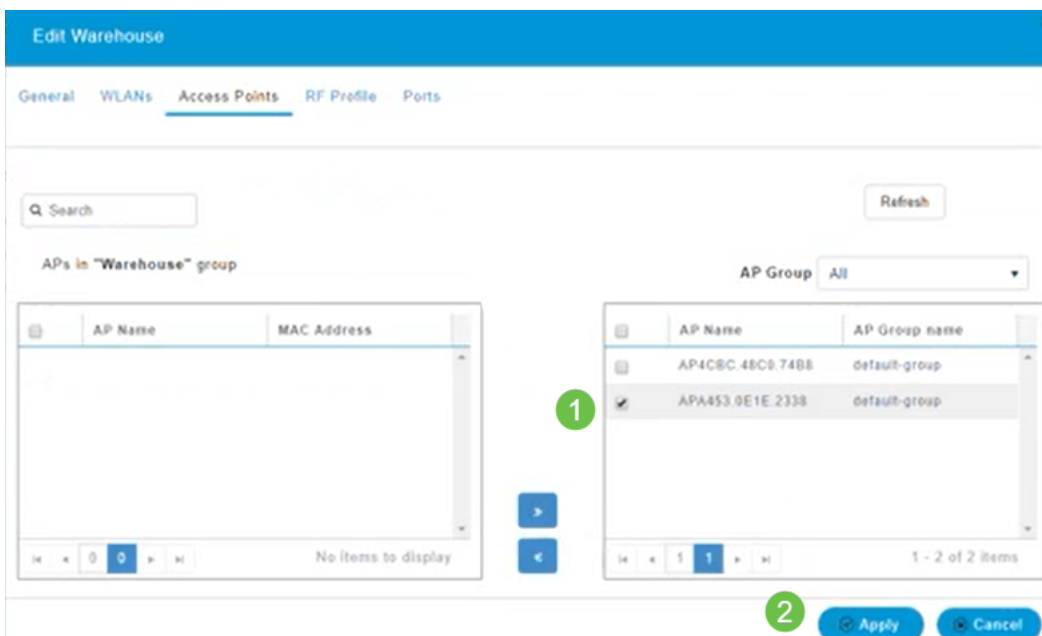 Edit Warehouse
General WLANs Access Points RF Profile Ports
Search
Refresh
APs in "Warehouse" group
AP Group All
AP Name MAC Address
AP Name AP Group name
AP4CBC.48C0.74B8 default-group
1 APA453.0E1E.2338 default-group
0 0 No items to display
1 1 1 - 2 of 2 items
2 Apply Cancel